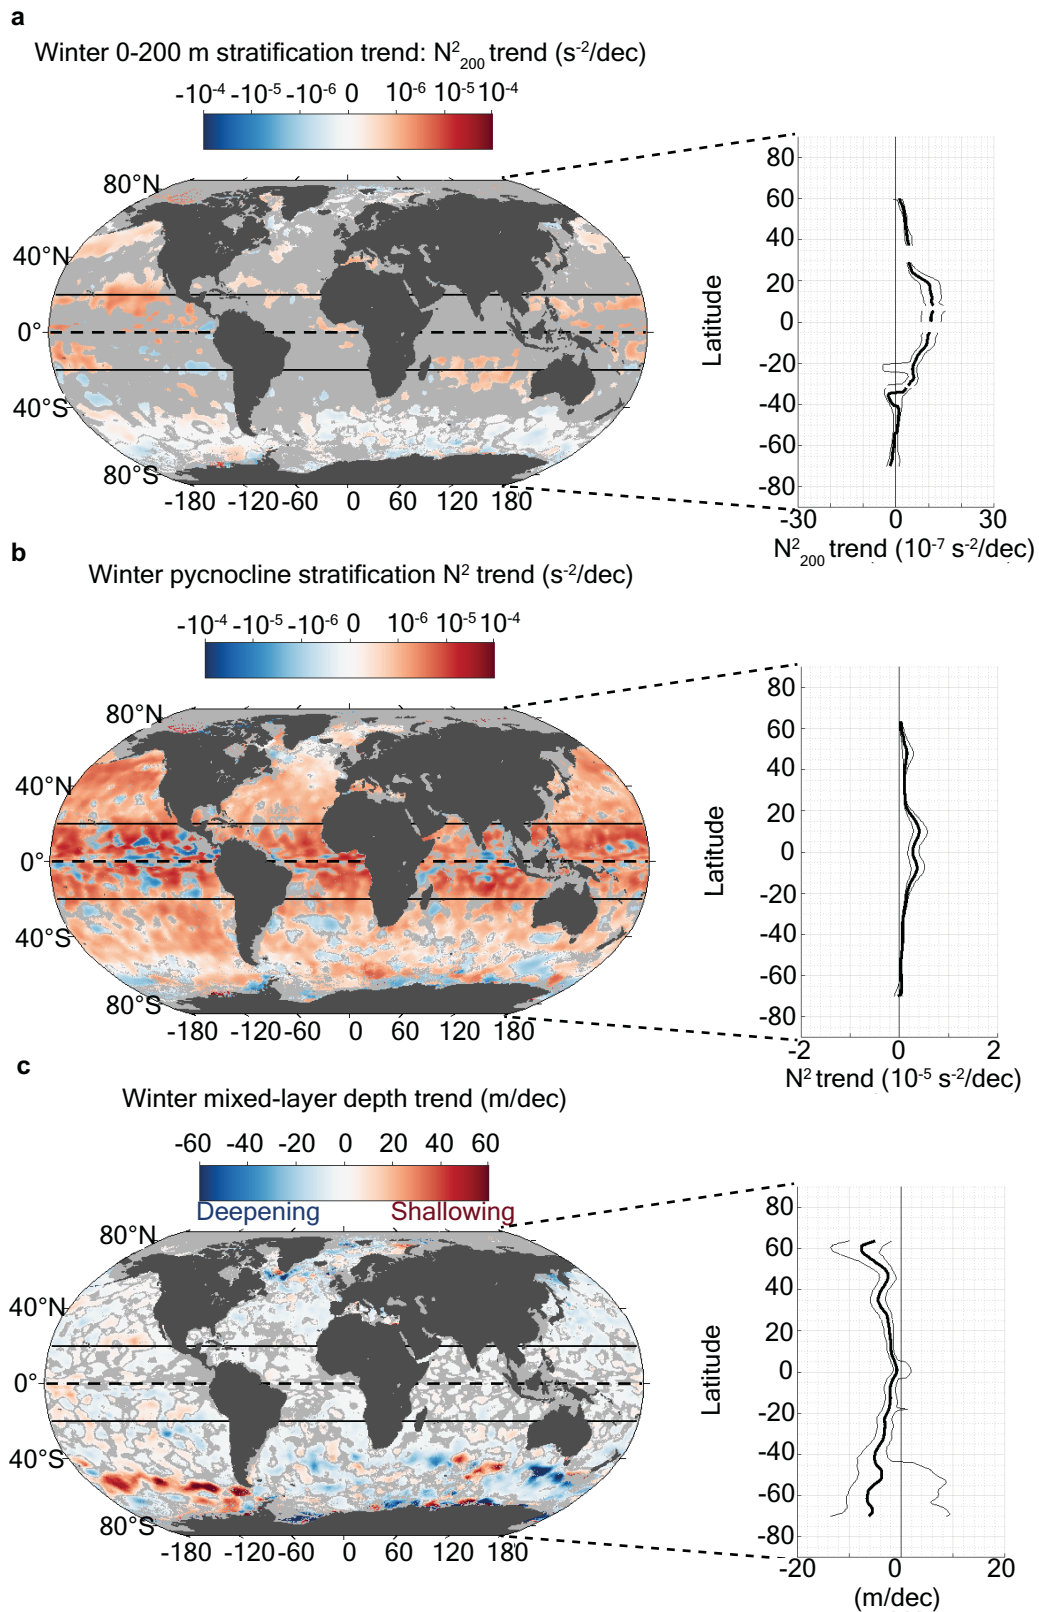 a
Winter 0-200 m stratification trend: N²₂₀₀ trend (s⁻²/dec)
-10⁻⁴ -10⁻⁵ -10⁻⁶ 0 10⁻⁶ 10⁻⁵ 10⁻⁴
80°N
40°N
0°
40°S
80°S
-180 -120 -60 0 60 120 180
80
60
40
20
0
-20
-40
-60
-80
Latitude
-30 0 30
N²₂₀₀ trend (10⁻⁷ s⁻²/dec)
b
Winter pycnocline stratification N² trend (s⁻²/dec)
-10⁻⁴ -10⁻⁵ -10⁻⁶ 0 10⁻⁶ 10⁻⁵ 10⁻⁴
80°N
40°N
0°
40°S
80°S
-180 -120 -60 0 60 120 180
80
60
40
20
0
-20
-40
-60
-80
Latitude
-2 0 2
N² trend (10⁻⁵ s⁻²/dec)
c
Winter mixed-layer depth trend (m/dec)
-60 -40 -20 0 20 40 60
Deepening Shallowing
80°N
40°N
0°
40°S
80°S
-180 -120 -60 0 60 120 180
80
60
40
20
0
-20
-40
-60
-80
Latitude
-20 0 20
(m/dec)